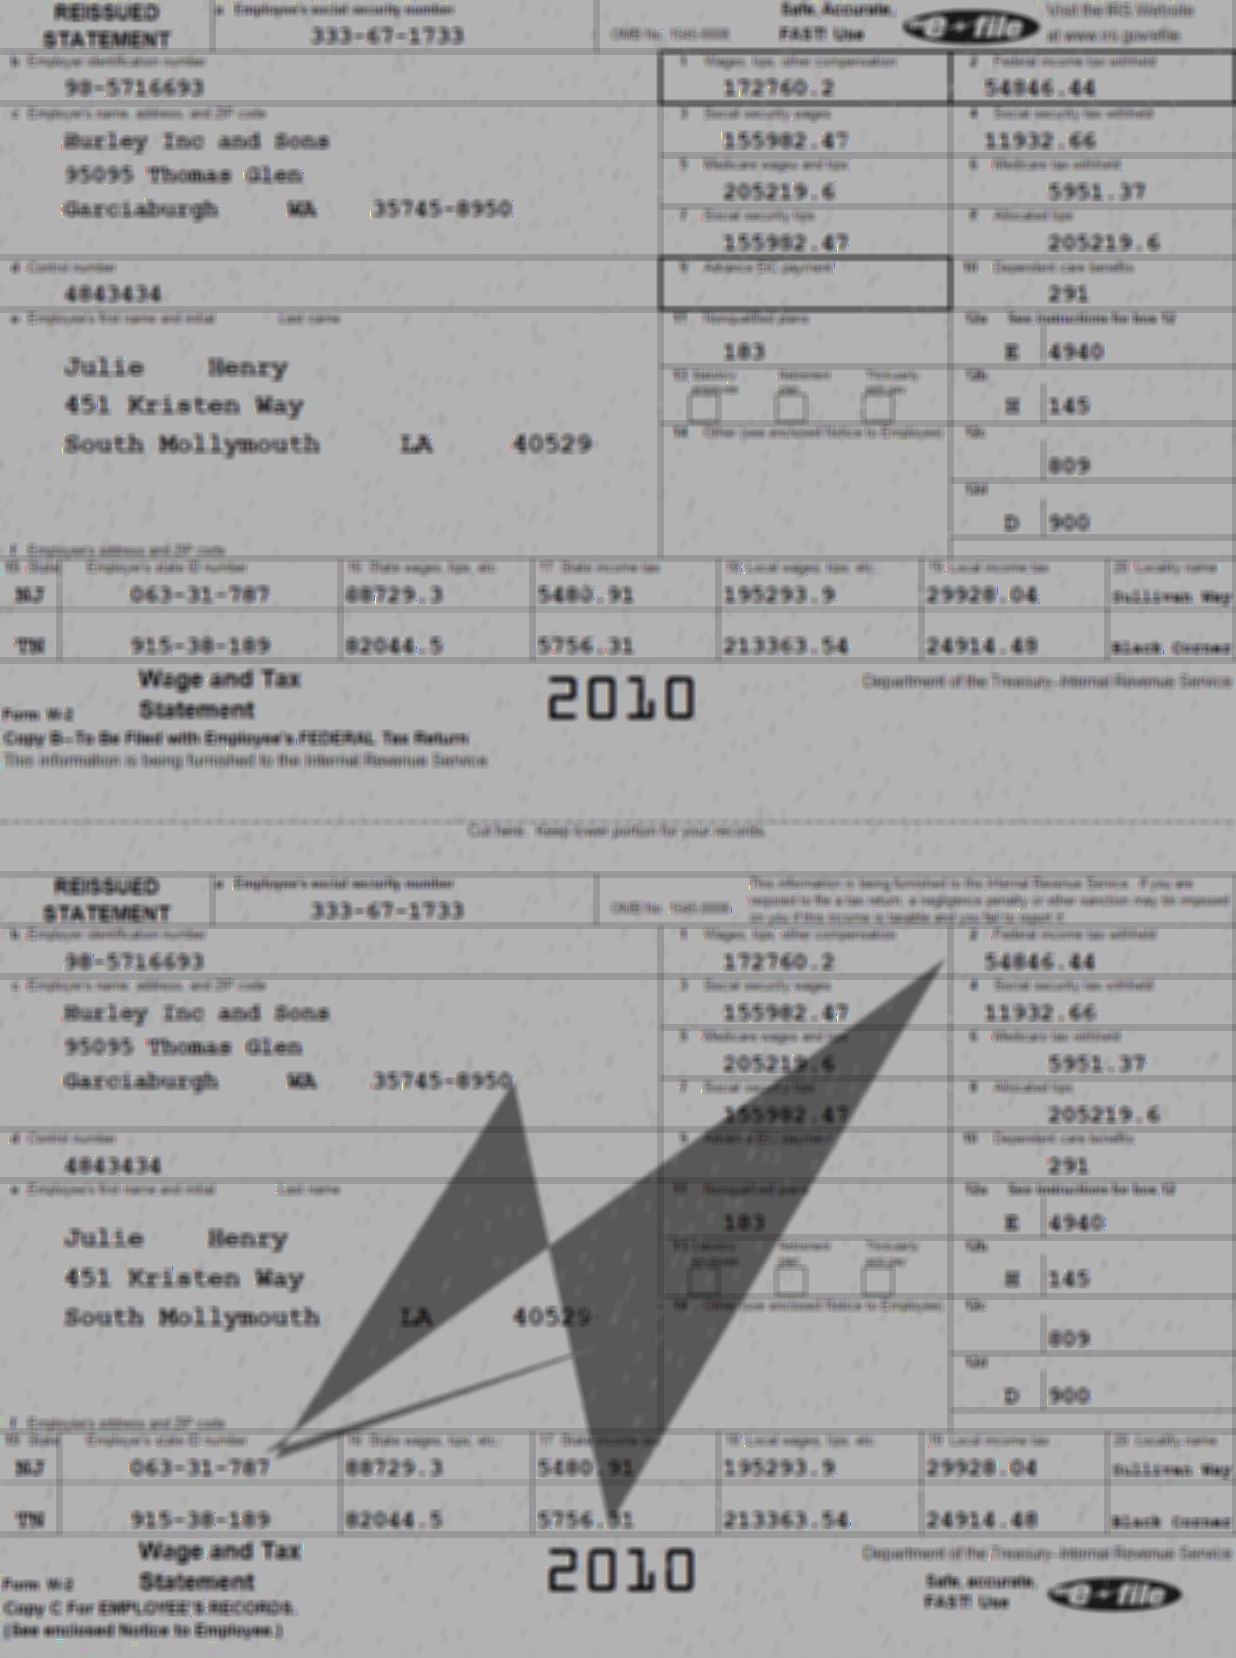 REISSUED STATEMENT
a Employee's social security number
333-67-1733
OMB No. 1545-0008
Safe, Accurate, FAST! Use
e-file
Visit the IRS Website at www.irs.gov/efile.
b Employer identification number
98-5716693
1 Wages, tips, other compensation
172760.2
2 Federal income tax withheld
54846.44
c Employer's name, address, and ZIP code
Hurley Inc and Sons
95095 Thomas Glen
Garciaburgh WA 35745-8950
3 Social security wages
155982.47
4 Social security tax withheld
11932.66
5 Medicare wages and tips
205219.6
6 Medicare tax withheld
5951.37
7 Social security tips
155982.47
8 Allocated tips
205219.6
d Control number
4843434
9 Advance EIC payment
10 Dependent care benefits
291
e Employee's first name and initial Last name
Julie Henry
451 Kristen Way
South Mollymouth LA 40529
11 Nonqualified plans
183
12a See instructions for box 12
E 4940
13 Statutory employee Retirement plan Third-party sick pay
12b
H 145
14 Other (see enclosed Notice to Employee)
12c
809
12d
D 900
f Employee's address and ZIP code
15 State Employer's state ID number 16 State wages, tips, etc. 17 State income tax 18 Local wages, tips, etc. 19 Local income tax 20 Locality name
NJ 063-31-787 88729.3 5480.91 195293.9 29928.04 Sullivan Way
TN 915-38-189 82044.5 5756.31 213363.54 24914.48 Black Corner
Wage and Tax
Form W-2 Statement
2010
Department of the Treasury-Internal Revenue Service
Copy B-To Be Filed with Employee's FEDERAL Tax Return
This information is being furnished to the Internal Revenue Service.
Cut here. Keep lower portion for your records.
REISSUED STATEMENT
a Employee's social security number
333-67-1733
OMB No. 1545-0008
This information is being furnished to the Internal Revenue Service. If you are
required to file a tax return, a negligence penalty or other sanction may be imposed
on you if this income is taxable and you fail to report it.
b Employer identification number
98-5716693
1 Wages, tips, other compensation
172760.2
2 Federal income tax withheld
54846.44
c Employer's name, address, and ZIP code
Hurley Inc and Sons
95095 Thomas Glen
Garciaburgh WA 35745-8950
3 Social security wages
155982.47
4 Social security tax withheld
11932.66
5 Medicare wages and tips
205219.6
6 Medicare tax withheld
5951.37
7 Social security tips
155982.47
8 Allocated tips
205219.6
d Control number
4843434
9 Advance EIC payment
10 Dependent care benefits
291
e Employee's first name and initial Last name
Julie Henry
451 Kristen Way
South Mollymouth LA 40529
11 Nonqualified plans
183
12a See instructions for box 12
E 4940
13 Statutory employee Retirement plan Third-party sick pay
12b
H 145
14 Other (see enclosed Notice to Employee)
12c
809
12d
D 900
f Employee's address and ZIP code
15 State Employer's state ID number 16 State wages, tips, etc. 17 State income tax 18 Local wages, tips, etc. 19 Local income tax 20 Locality name
NJ 063-31-787 88729.3 5480.91 195293.9 29928.04 Sullivan Way
TN 915-38-189 82044.5 5756.31 213363.54 24914.48 Black Corner
Wage and Tax
Form W-2 Statement
2010
Department of the Treasury-Internal Revenue Service
Safe, accurate, FAST! Use
e-file
Copy C For EMPLOYEE'S RECORDS.
(See enclosed Notice to Employee.)